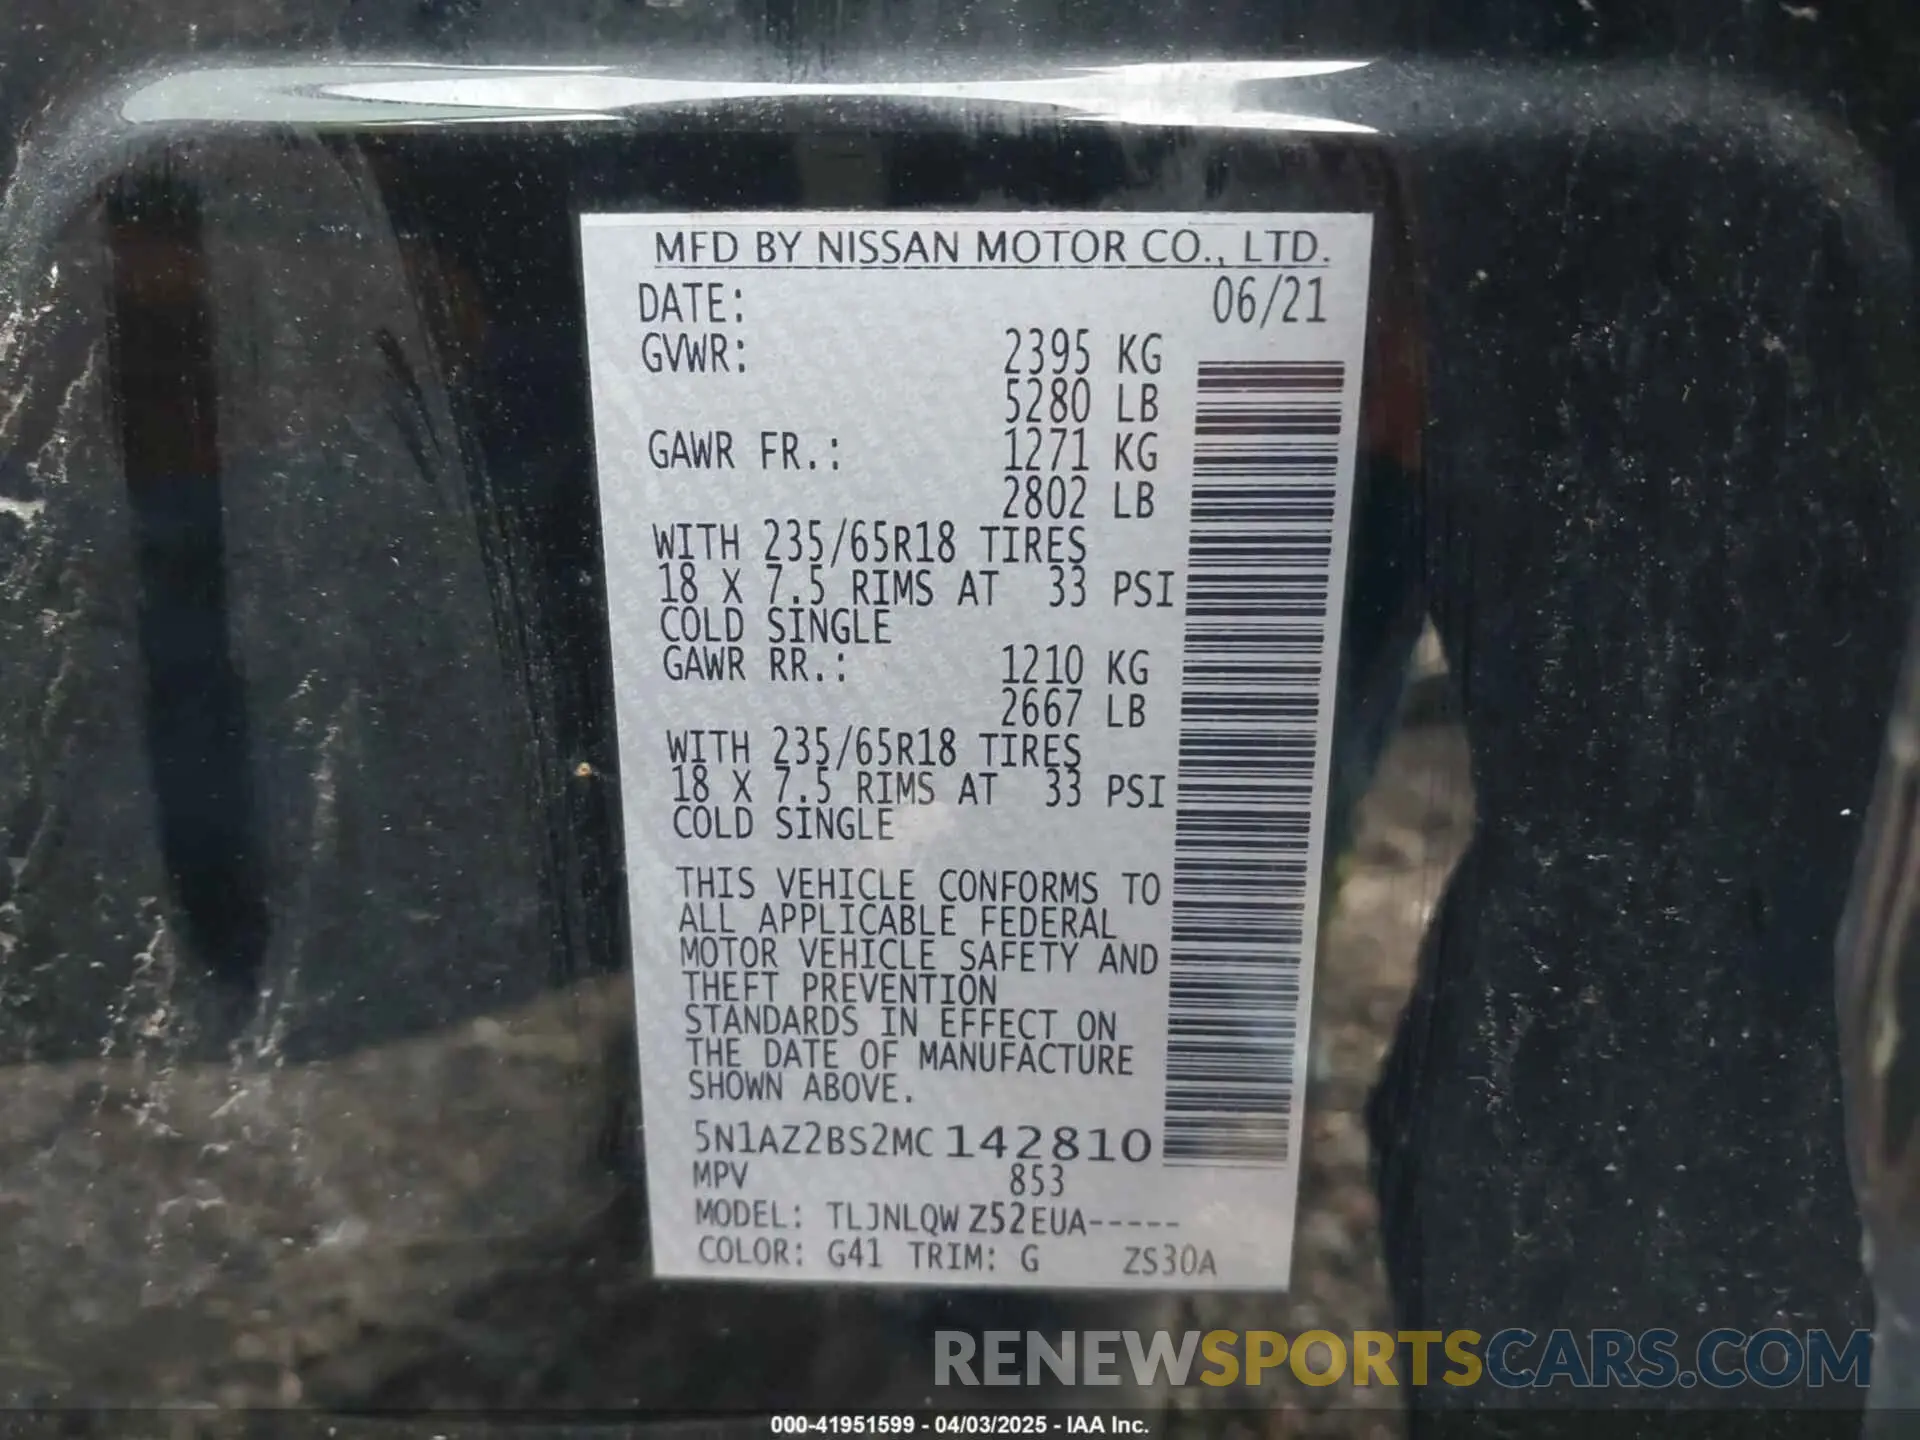 MFD BY NISSAN MOTOR CO., LTD.
DATE: 06/21
GVWR: 2395 KG
5280 LB
GAWR FR.: 1271 KG
2802 LB
WITH 235/65R18 TIRES
18 X 7.5 RIMS AT 33 PSI
COLD SINGLE
GAWR RR.: 1210 KG
2667 LB
WITH 235/65R18 TIRES
18 X 7.5 RIMS AT 33 PSI
COLD SINGLE
THIS VEHICLE CONFORMS TO
ALL APPLICABLE FEDERAL
MOTOR VEHICLE SAFETY AND
THEFT PREVENTION
STANDARDS IN EFFECT ON
THE DATE OF MANUFACTURE
SHOWN ABOVE.
5N1AZ2BS2MC142810
MPV 853
MODEL: TLJNLQW Z52EUA-----
COLOR: G41 TRIM: G ZS30A
RENEWSPORTSCARS.COM
000-41951599 - 04/03/2025 - IAA Inc.